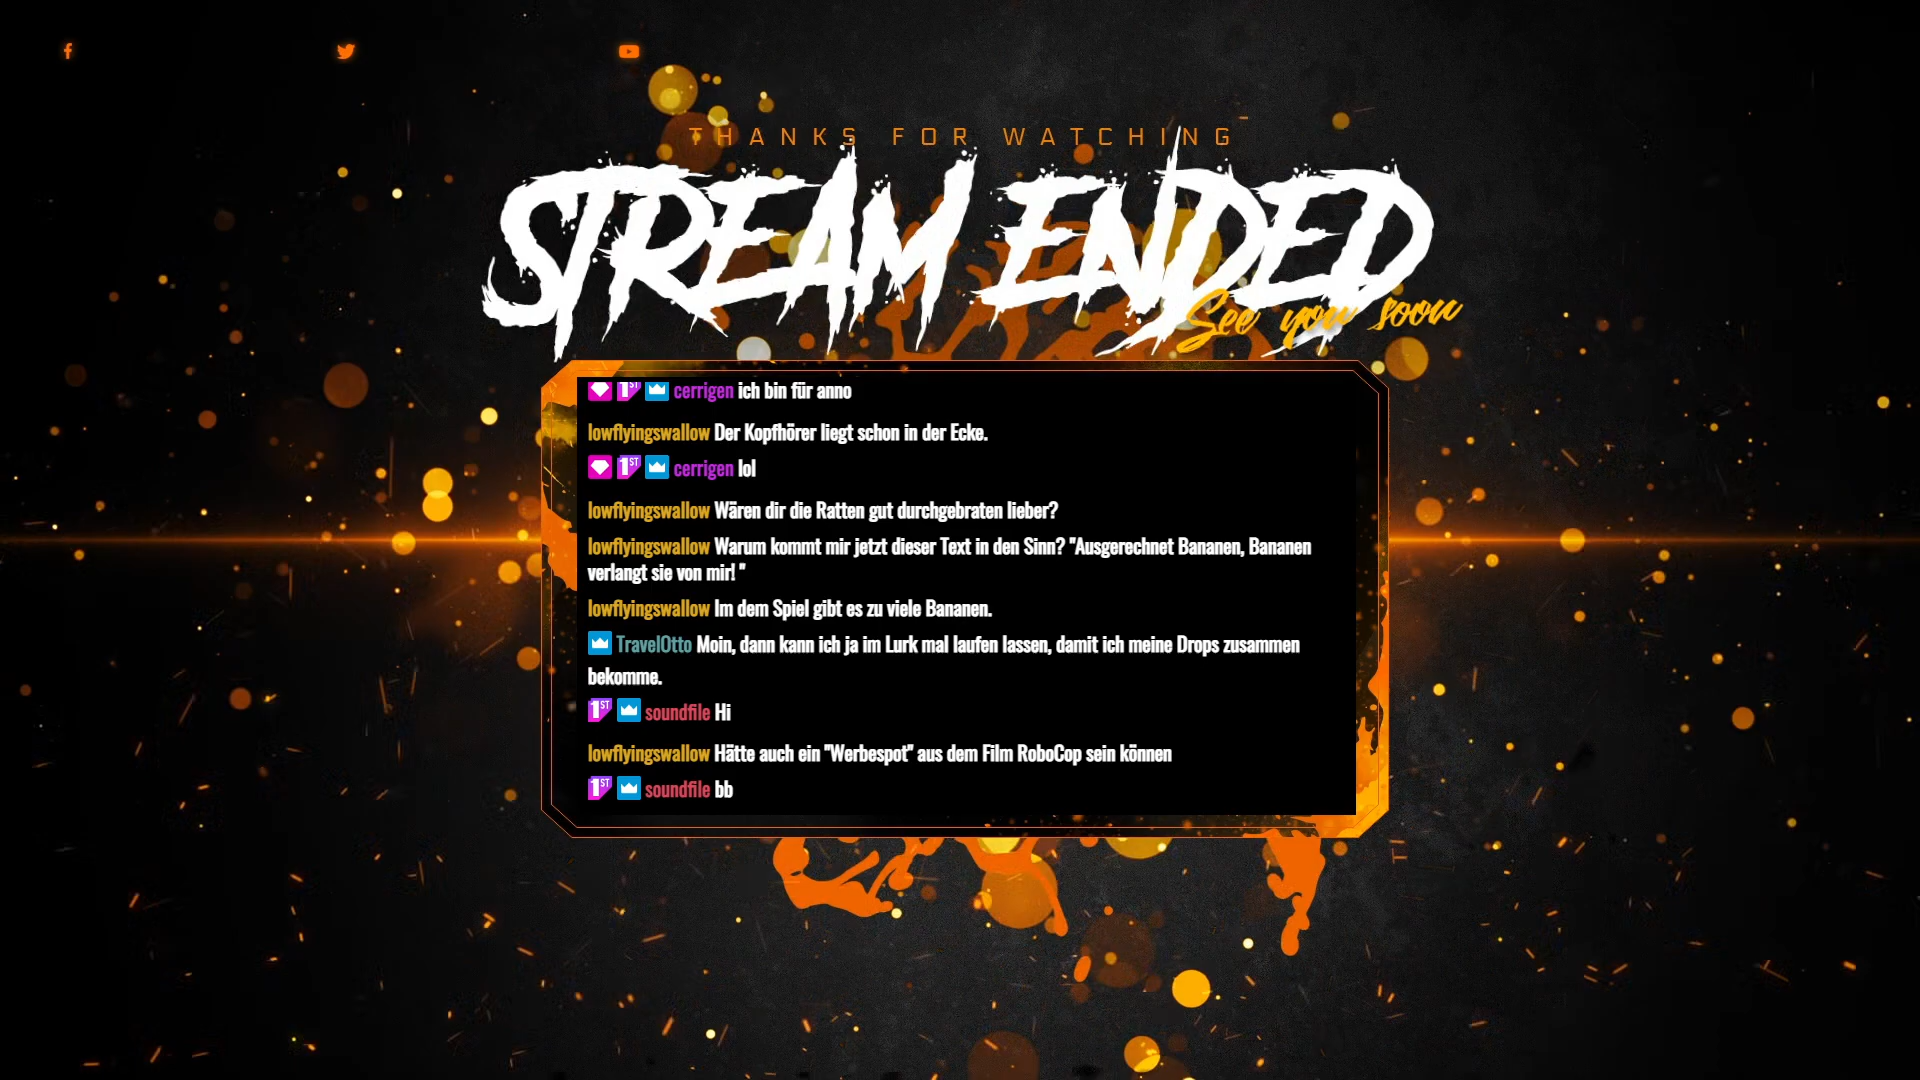 THANKS FOR WATCHING
STREAM ENDED
See you soon
1ST cerrigen ich bin für anno
lowflyingswallow Der Kopfhörer liegt schon in der Ecke.
1ST cerrigen lol
lowflyingswallow Wären dir die Ratten gut durchgebraten lieber?
lowflyingswallow Warum kommt mir jetzt dieser Text in den Sinn? "Ausgerechnet Bananen, Bananen
verlangt sie von mir! "
lowflyingswallow Im dem Spiel gibt es zu viele Bananen.
TravelOtto Moin, dann kann ich ja im Lurk mal laufen lassen, damit ich meine Drops zusammen
bekomme.
1ST soundfile Hi
lowflyingswallow Hätte auch ein "Werbespot" aus dem Film RoboCop sein können
1ST soundfile bb